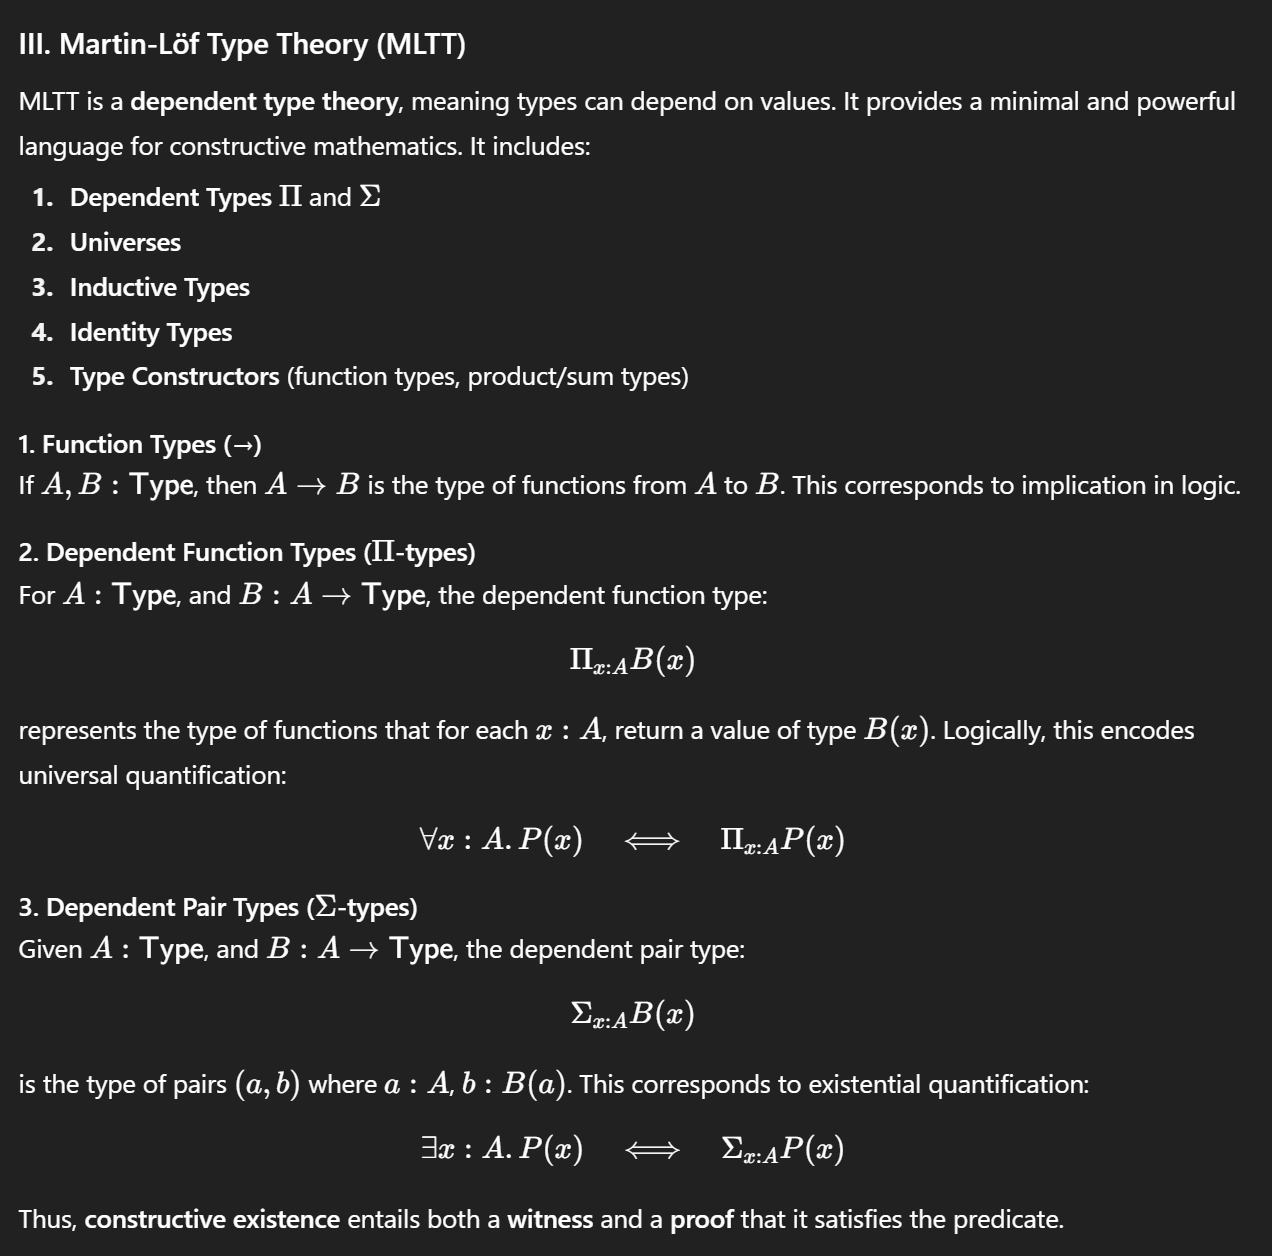 III. Martin-Löf Type Theory (MLTT)
MLTT is a dependent type theory, meaning types can depend on values. It provides a minimal and powerful
language for constructive mathematics. It includes:
1. Dependent Types Π and Σ
2. Universes
3. Inductive Types
4. Identity Types
5. Type Constructors (function types, product/sum types)
1. Function Types (→)
If A, B : Type, then A → B is the type of functions from A to B. This corresponds to implication in logic.
2. Dependent Function Types (Π-types)
For A : Type, and B : A → Type, the dependent function type:
Πx:A B(x)
represents the type of functions that for each x : A, return a value of type B(x). Logically, this encodes
universal quantification:
∀x : A. P(x) ⟺ Πx:A P(x)
3. Dependent Pair Types (Σ-types)
Given A : Type, and B : A → Type, the dependent pair type:
Σx:A B(x)
is the type of pairs (a, b) where a : A, b : B(a). This corresponds to existential quantification:
∃x : A. P(x) ⟺ Σx:A P(x)
Thus, constructive existence entails both a witness and a proof that it satisfies the predicate.